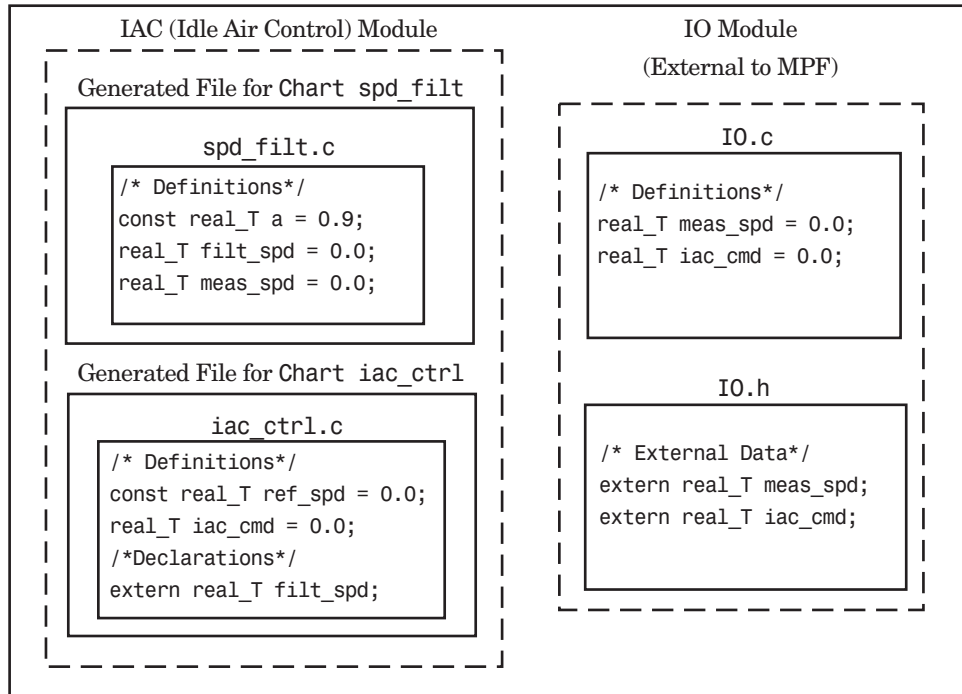 IAC (Idle Air Control) Module
Generated File for Chart spd_filt
spd_filt.c
/* Definitions*/
const real_T a = 0.9;
real_T filt_spd = 0.0;
real_T meas_spd = 0.0;
Generated File for Chart iac_ctrl
iac_ctrl.c
/* Definitions*/
const real_T ref_spd = 0.0;
real_T iac_cmd = 0.0;
/*Declarations*/
extern real_T filt_spd;
IO Module
(External to MPF)
IO.c
/* Definitions*/
real_T meas_spd = 0.0;
real_T iac_cmd = 0.0;
IO.h
/* External Data*/
extern real_T meas_spd;
extern real_T iac_cmd;